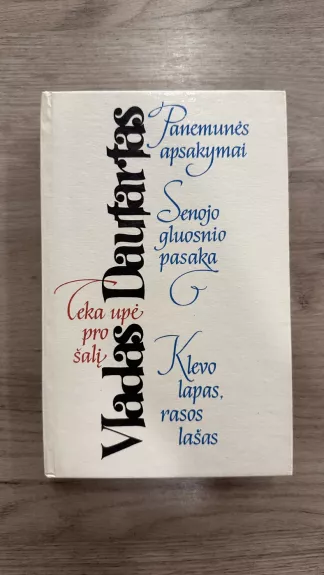 Vladas Dautartas
Teka upė
pro
šalį
Panemunės
apsakymai
Senojo
gluosnio
pasaka
Klevo
lapas,
rasos
lašas